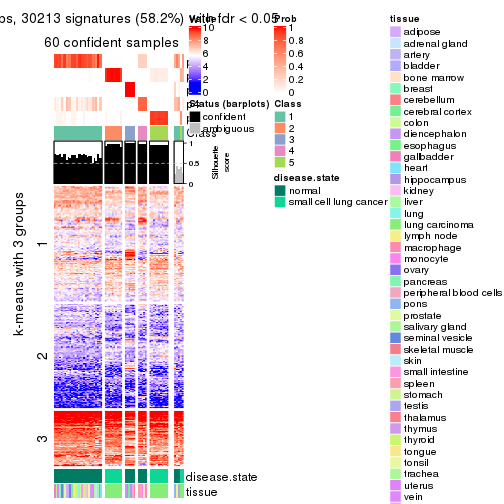 ps, 30213 signatures (58.2%) with fdr < 0.05
60 confident samples
Value
10
8
6
4
2
0
Prob
1
0.8
0.6
0.4
0.2
0
Status (barplots)
confident
ambiguous
Class
1
2
3
4
5
disease.state
normal
small cell lung cancer
Class
1
0.5
0
Silhouette
score
k-means with 3 groups
1
2
3
disease.state
tissue
tissue
adipose
adrenal gland
artery
bladder
bone marrow
breast
cerebellum
cerebral cortex
colon
diencephalon
esophagus
gallbadder
heart
hippocampus
kidney
liver
lung
lung carcinoma
lymph node
macrophage
monocyte
ovary
pancreas
peripheral blood cells
pons
prostate
salivary gland
seminal vesicle
skeletal muscle
skin
small intestine
spleen
stomach
testis
thalamus
thymus
thyroid
tongue
tonsil
trachea
uterus
vein